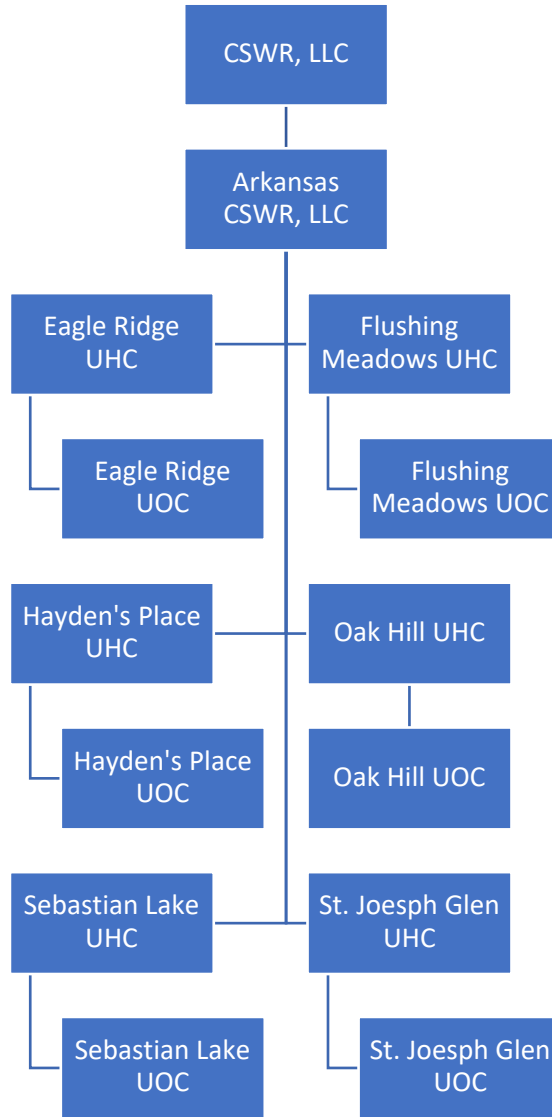 CSWR, LLC
Arkansas
CSWR, LLC
Eagle Ridge
UHC
Flushing
Meadows UHC
Eagle Ridge
UOC
Flushing
Meadows UOC
Hayden's Place
UHC
Oak Hill UHC
Hayden's Place
UOC
Oak Hill UOC
Sebastian Lake
UHC
St. Joesph Glen
UHC
Sebastian Lake
UOC
St. Joesph Glen
UOC